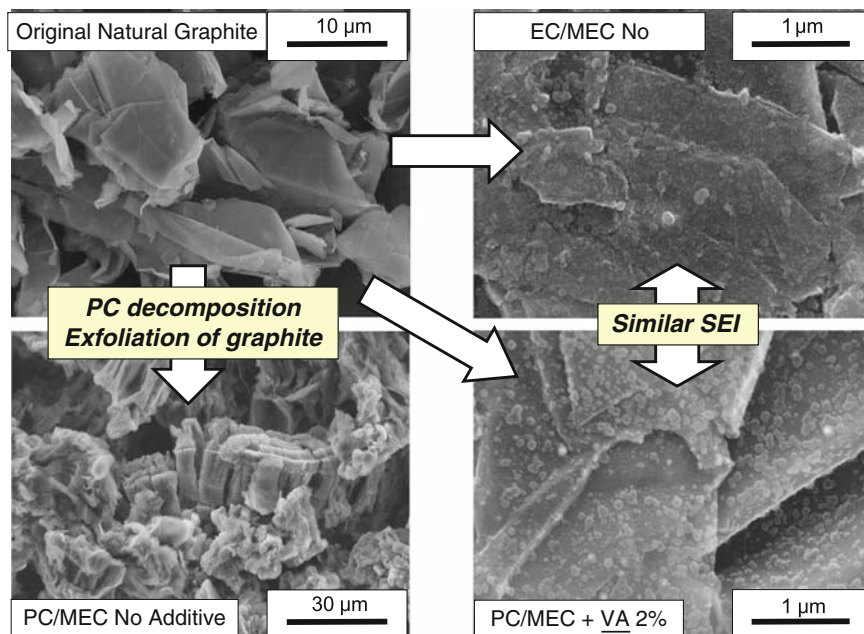 Original Natural Graphite
10 µm
EC/MEC No
1 µm
PC decomposition
Exfoliation of graphite
Similar SEI
PC/MEC No Additive
30 µm
PC/MEC + VA 2%
1 µm